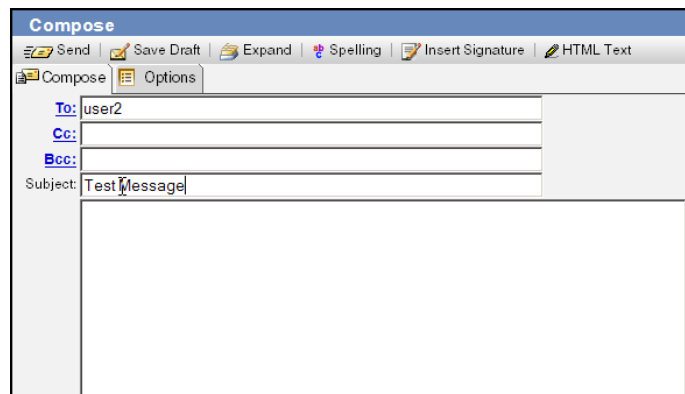 Compose
Send | Save Draft | Expand | abc Spelling | Insert Signature | HTML Text
Compose Options
To: user2
Cc:
Bcc:
Subject: Test Message